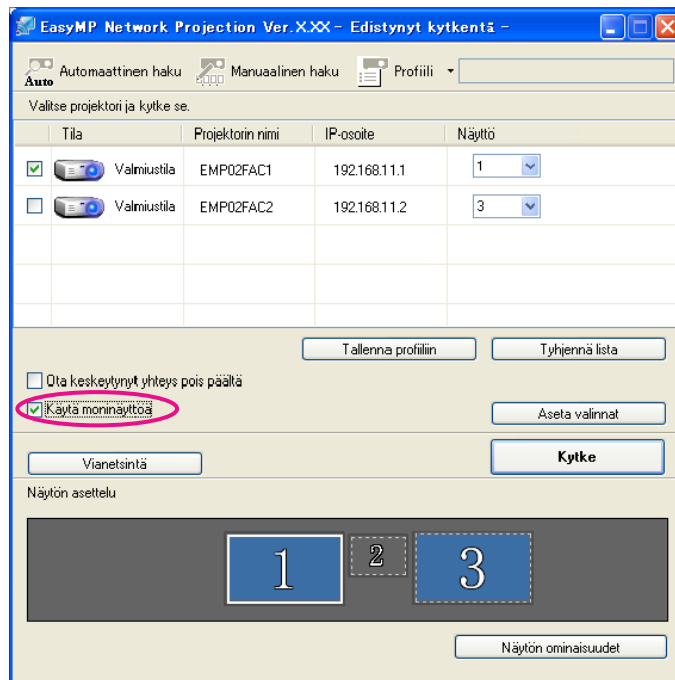 EasyMP Network Projection Ver.X.XX - Edistynyt kytkentä -
Auto Automaattinen haku Manuaalinen haku Profiili
Valitse projektori ja kytke se.
Tila Projektorin nimi IP-osoite Näyttö
Valmiustila EMP02FAC1 192.168.11.1 1
Valmiustila EMP02FAC2 192.168.11.2 3
Tallenna profiiliin Tyhjennä lista
Ota keskeytynyt yhteys pois päältä
Käytä moninäyttöä Aseta valinnat
Vianetsintä Kytke
Näytön asettelu
1 2 3
Näytön ominaisuudet